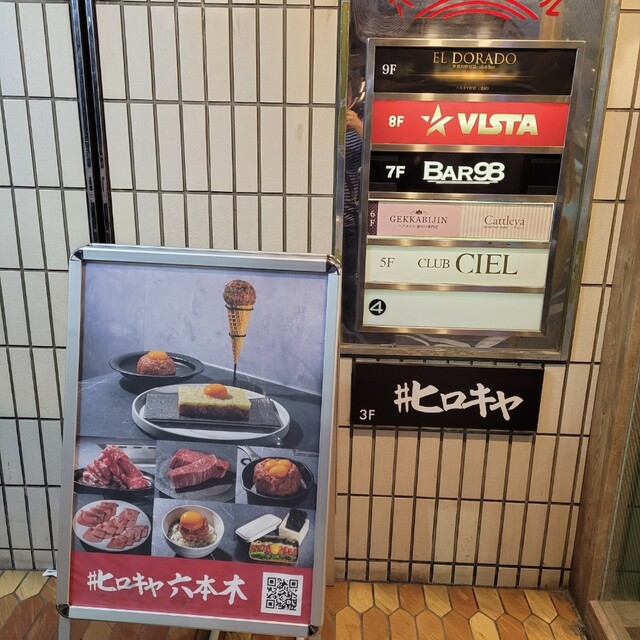 9F EL DORADO
8F VISTA
7F BAR98
6F GEKKABIJIN Cattleya
5F CLUB CIEL
4
3F #ヒロキヤ
#ヒロキヤ 六本木